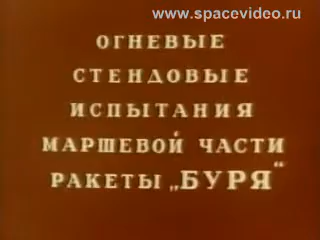 www.spacevideo.ru
ОГНЕВЫЕ
СТЕНДОВЫЕ
ИСПЫТАНИЯ
МАРШЕВОЙ ЧАСТИ
РАКЕТЫ „БУРЯ“